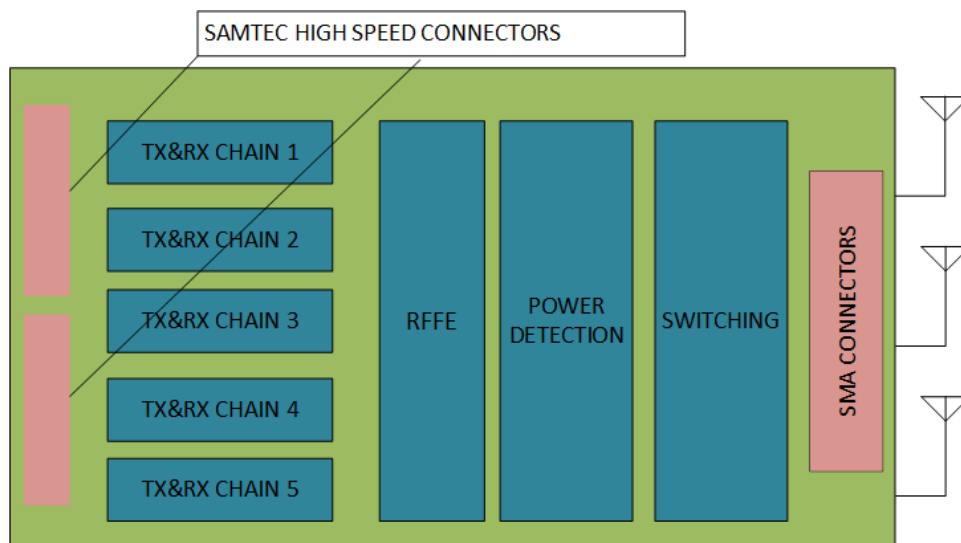 SAMTEC HIGH SPEED CONNECTORS
TX&RX CHAIN 1
TX&RX CHAIN 2
TX&RX CHAIN 3
TX&RX CHAIN 4
TX&RX CHAIN 5
RFFE
POWER
DETECTION
SWITCHING
SMA CONNECTORS